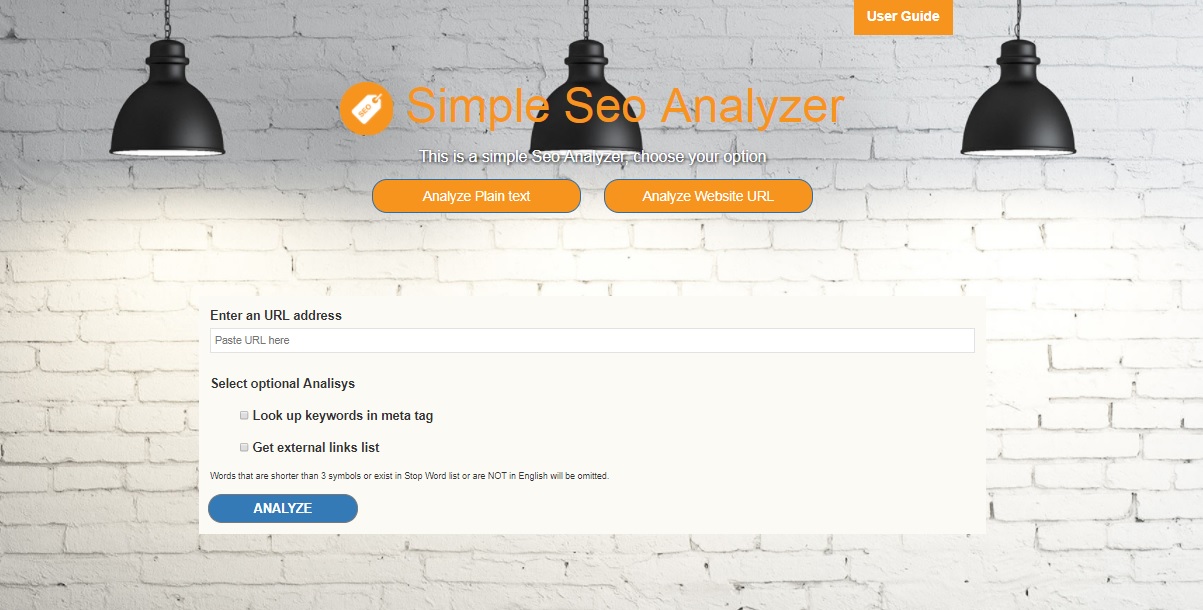 User Guide
SEO
Simple Seo Analyzer
This is a simple Seo Analyzer, choose your option
Analyze Plain text
Analyze Website URL
Enter an URL address
Paste URL here
Select optional Analisys
Look up keywords in meta tag
Get external links list
Words that are shorter than 3 symbols or exist in Stop Word list or are NOT in English will be omitted.
ANALYZE